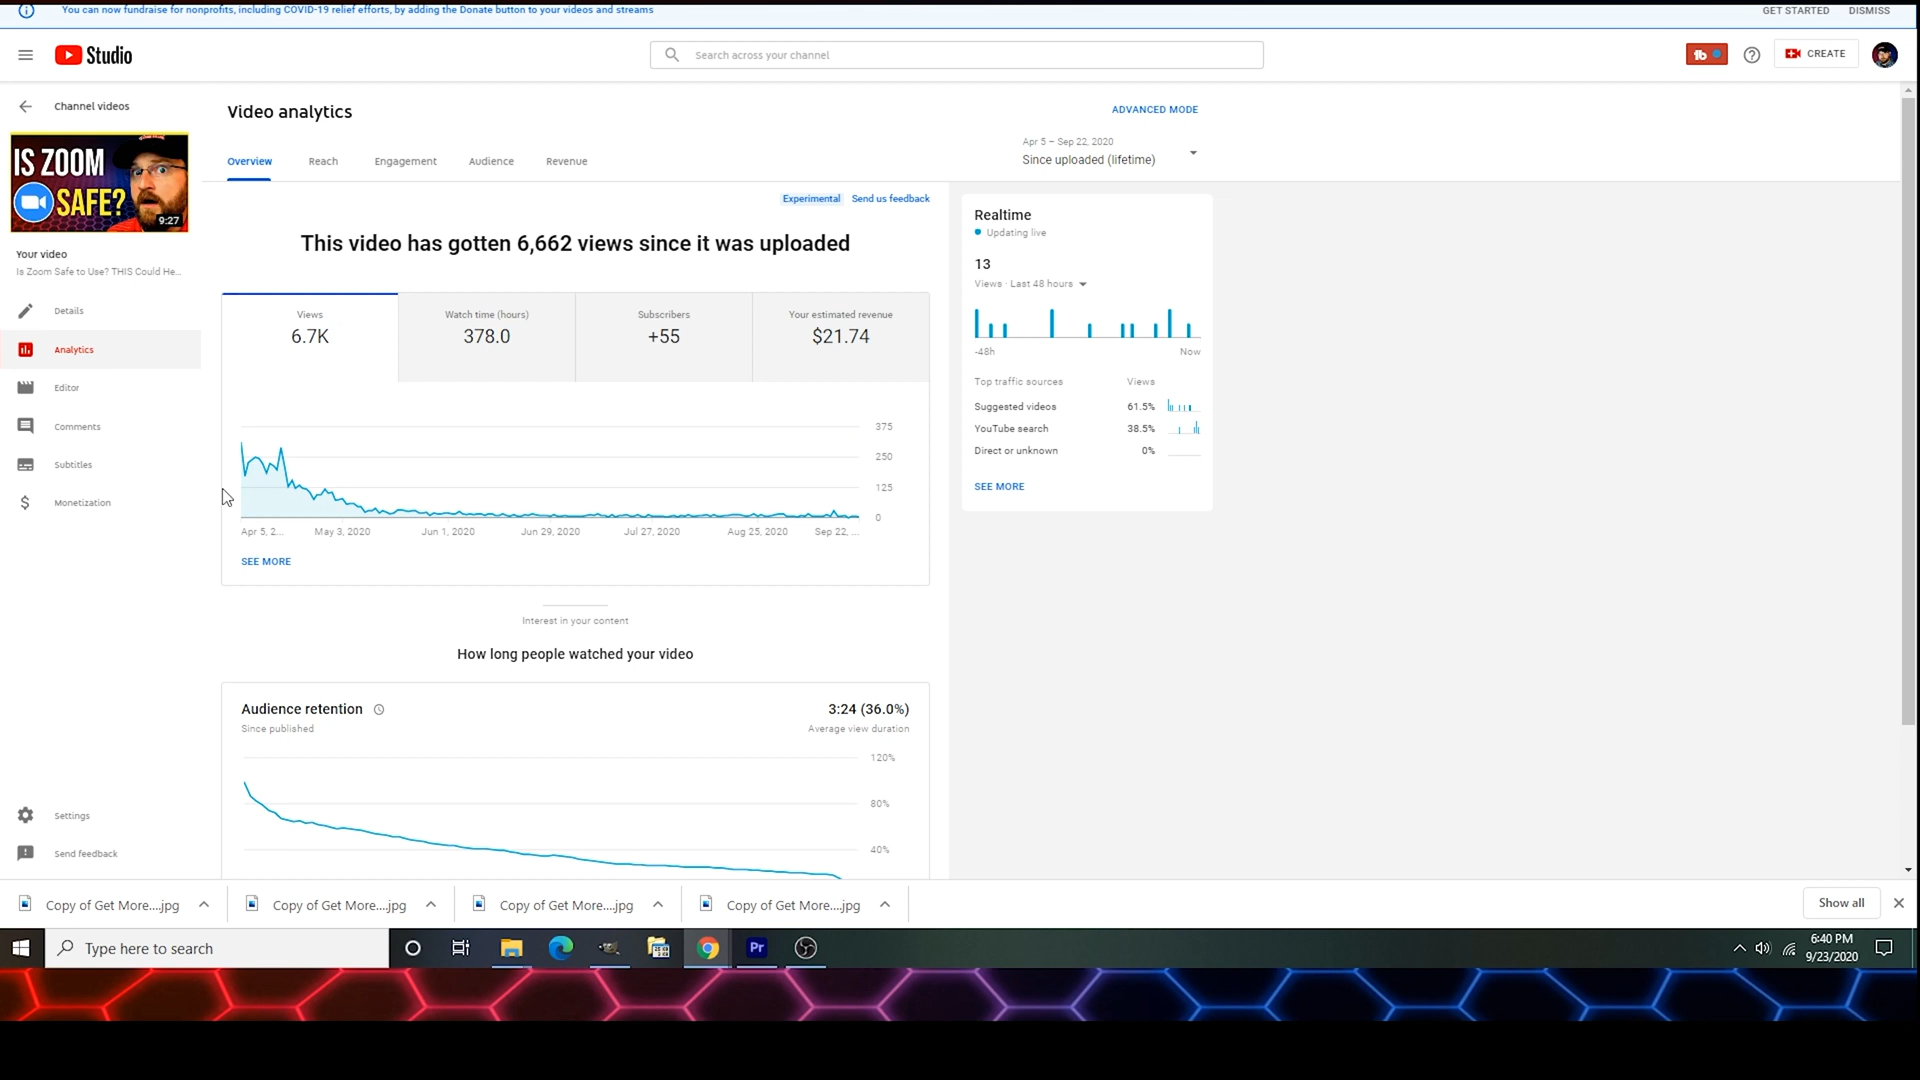 You can now fundraise for nonprofits, including COVID-19 relief efforts, by adding the Donate button to your videos and streams
GET STARTED
DISMISS
Studio
Search across your channel
tb
CREATE
Channel videos
Video analytics
ADVANCED MODE
IS ZOOM
SAFE?
9:27
Apr 5 – Sep 22, 2020
Since uploaded (lifetime)
Overview
Reach
Engagement
Audience
Revenue
Experimental
Send us feedback
Your video
Is Zoom Safe to Use? THIS Could He...
Details
Analytics
Editor
Comments
Subtitles
Monetization
Settings
Send feedback
This video has gotten 6,662 views since it was uploaded
Views
6.7K
Watch time (hours)
378.0
Subscribers
+55
Your estimated revenue
$21.74
375
250
125
0
Apr 5, 2...
May 3, 2020
Jun 1, 2020
Jun 29, 2020
Jul 27, 2020
Aug 25, 2020
Sep 22, ...
SEE MORE
Interest in your content
How long people watched your video
Audience retention
Since published
3:24 (36.0%)
Average view duration
120%
80%
40%
Realtime
Updating live
13
Views · Last 48 hours
-48h
Now
Top traffic sources
Views
Suggested videos
61.5%
YouTube search
38.5%
Direct or unknown
0%
SEE MORE
Copy of Get More....jpg
Copy of Get More....jpg
Copy of Get More....jpg
Copy of Get More....jpg
Show all
Type here to search
Pr
6:40 PM
9/23/2020